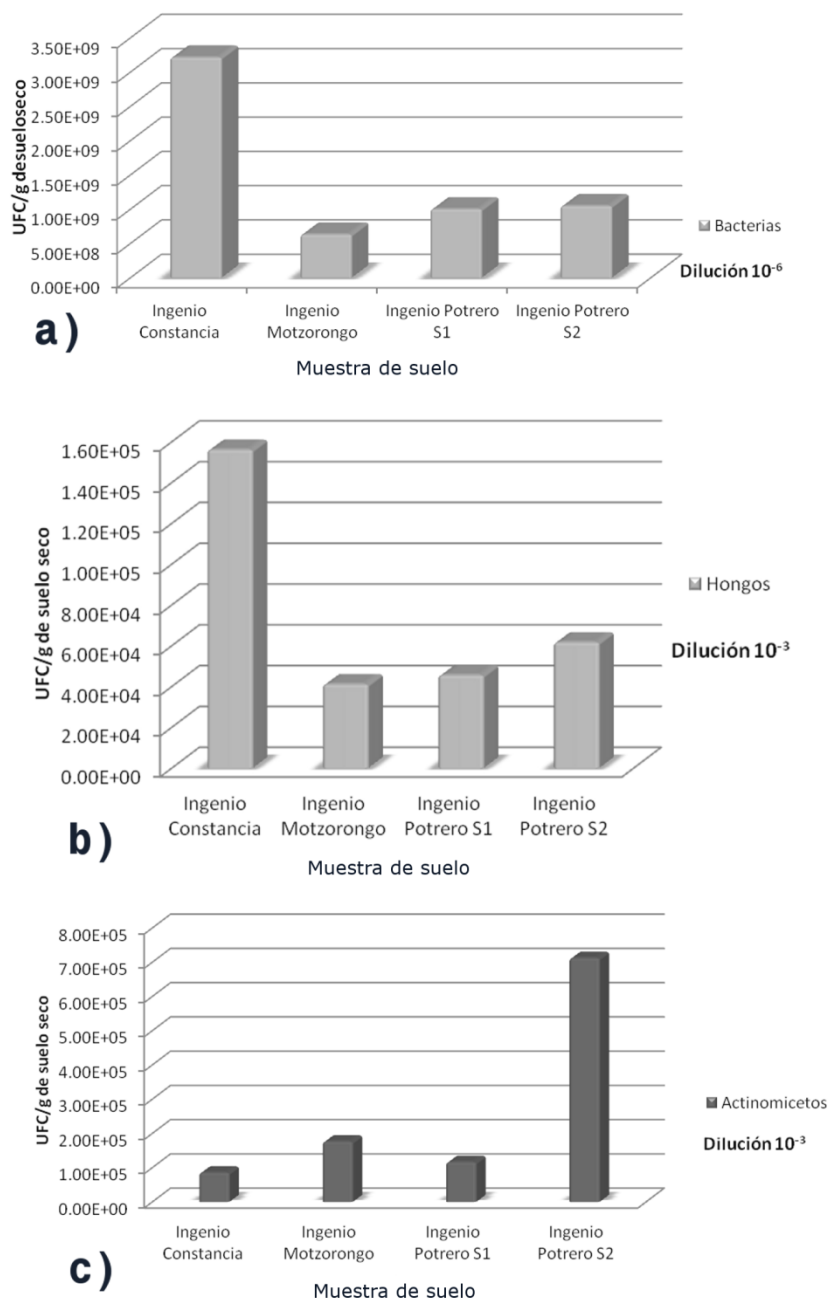 UFC/g desueloseco
3.50E+09
3.00E+09
2.50E+09
2.00E+09
1.50E+09
1.00E+09
5.00E+08
0.00E+00
Ingenio
Constancia
Ingenio
Motzorongo
Ingenio Potrero
S1
Ingenio Potrero
S2
Bacterias
Dilución 10⁻⁶
a)
Muestra de suelo
UFC/g de suelo seco
1.60E+05
1.40E+05
1.20E+05
1.00E+05
8.00E+04
6.00E+04
4.00E+04
2.00E+04
0.00E+00
Ingenio
Constancia
Ingenio
Motzorongo
Ingenio
Potrero S1
Ingenio
Potrero S2
Hongos
Dilución 10⁻³
b)
Muestra de suelo
UFC/g de suelo seco
8.00E+05
7.00E+05
6.00E+05
5.00E+05
4.00E+05
3.00E+05
2.00E+05
1.00E+05
0.00E+00
Ingenio
Constancia
Ingenio
Motzorongo
Ingenio
Potrero S1
Ingenio
Potrero S2
Actinomicetos
Dilución 10⁻³
c)
Muestra de suelo